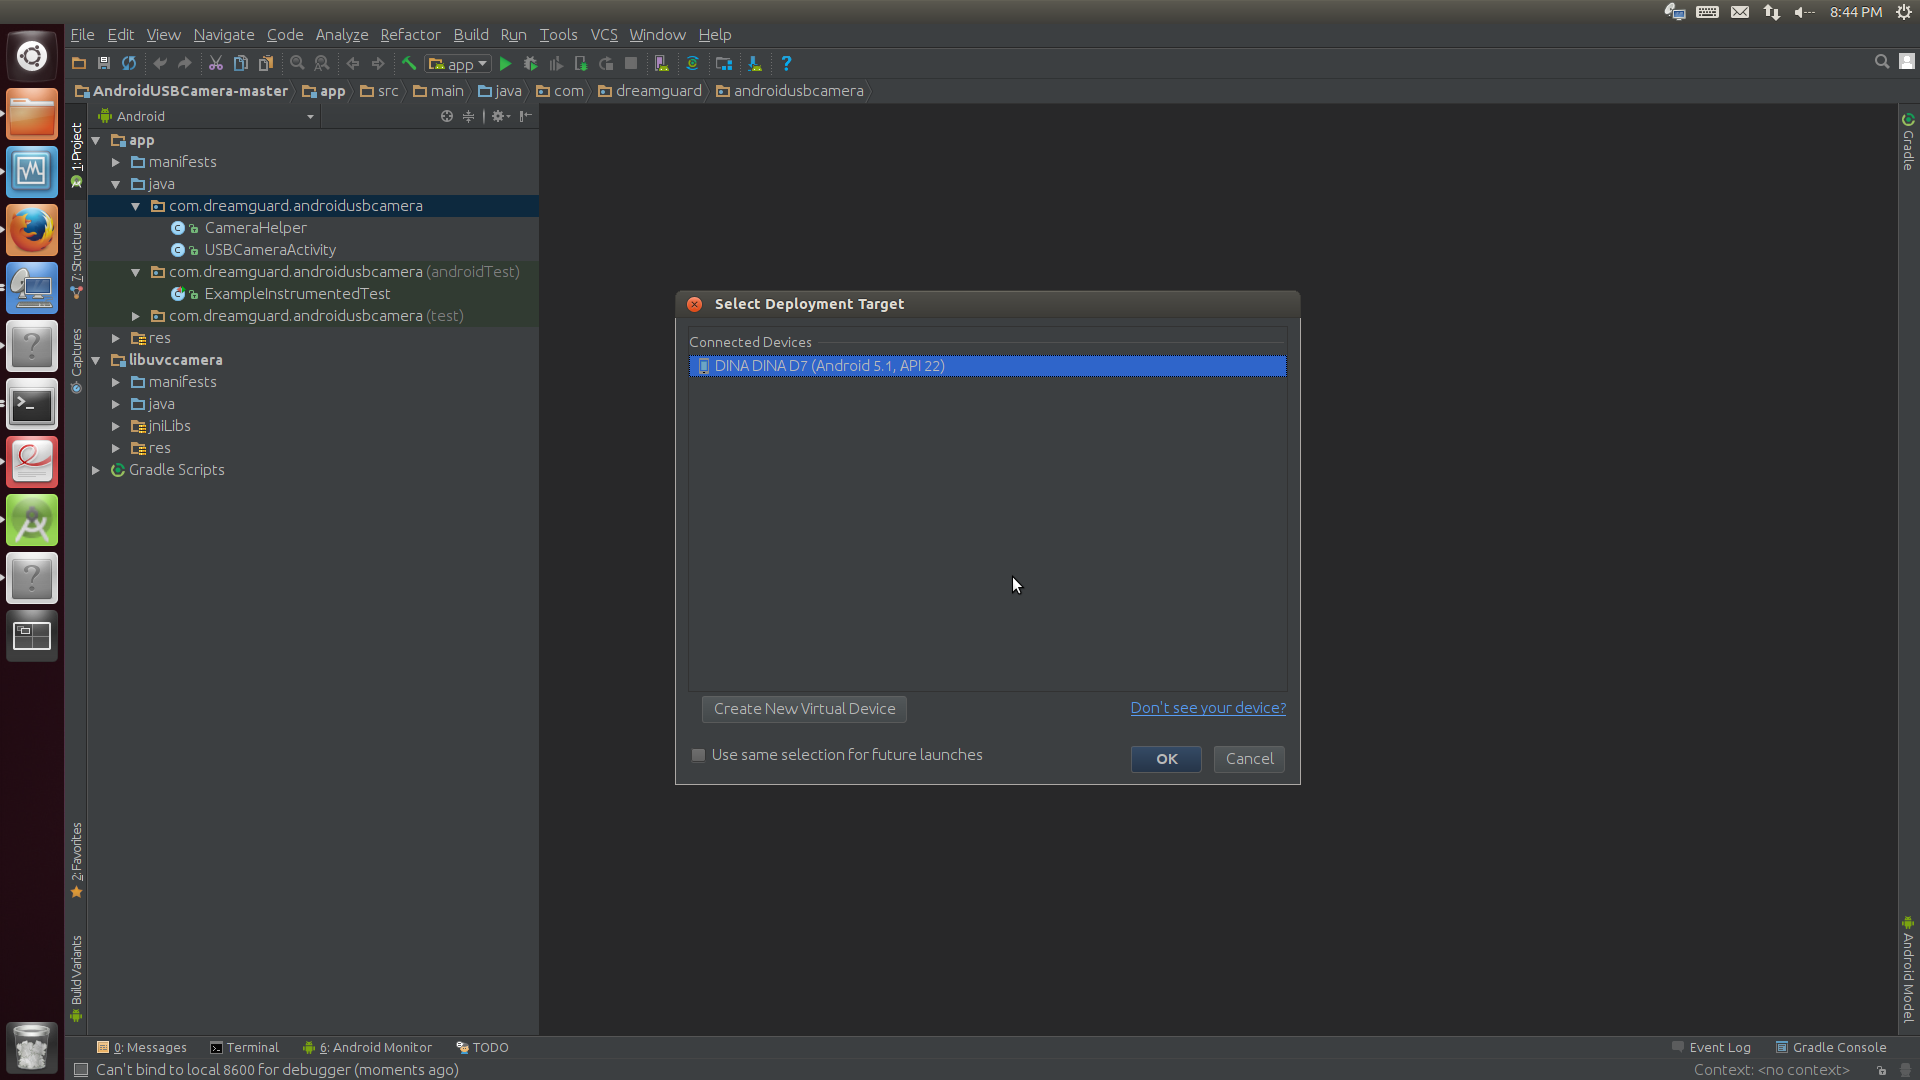 8:44 PM
File Edit View Navigate Code Analyze Refactor Build Run Tools VCS Window Help
app
AndroidUSBCamera-master app src main java com dreamguard androidusbcamera
Android
1: Project
7: Structure
Captures
2: Favorites
Build Variants
app
manifests
java
com.dreamguard.androidusbcamera
CameraHelper
USBCameraActivity
com.dreamguard.androidusbcamera (androidTest)
ExampleInstrumentedTest
com.dreamguard.androidusbcamera (test)
res
libuvccamera
manifests
java
jniLibs
res
Gradle Scripts
Select Deployment Target
Connected Devices
DINA DINA D7 (Android 5.1, API 22)
Create New Virtual Device
Don't see your device?
Use same selection for future launches
OK
Cancel
Gradle
Android Model
0: Messages Terminal 6: Android Monitor TODO
Event Log Gradle Console
Can't bind to local 8600 for debugger (moments ago)
Context: <no context>